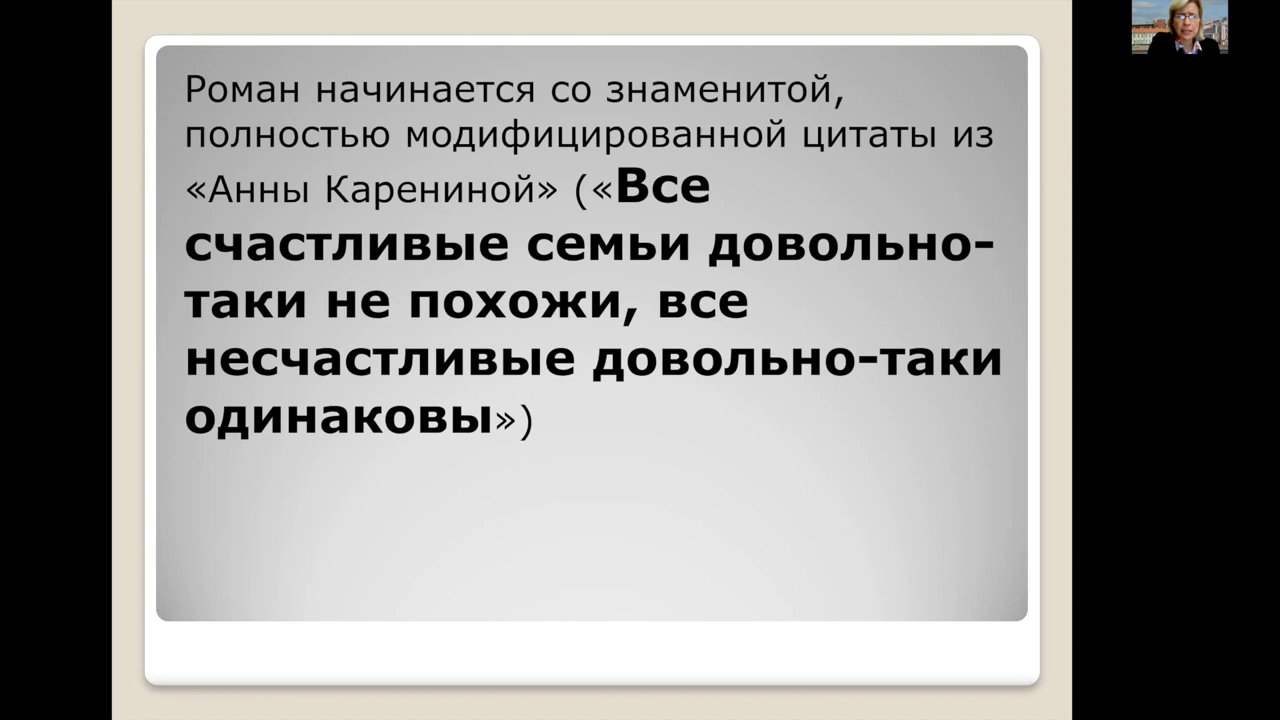 Роман начинается со знаменитой,
полностью модифицированной цитаты из
«Анны Карениной» («Все
счастливые семьи довольно-
таки не похожи, все
несчастливые довольно-таки
одинаковы»)